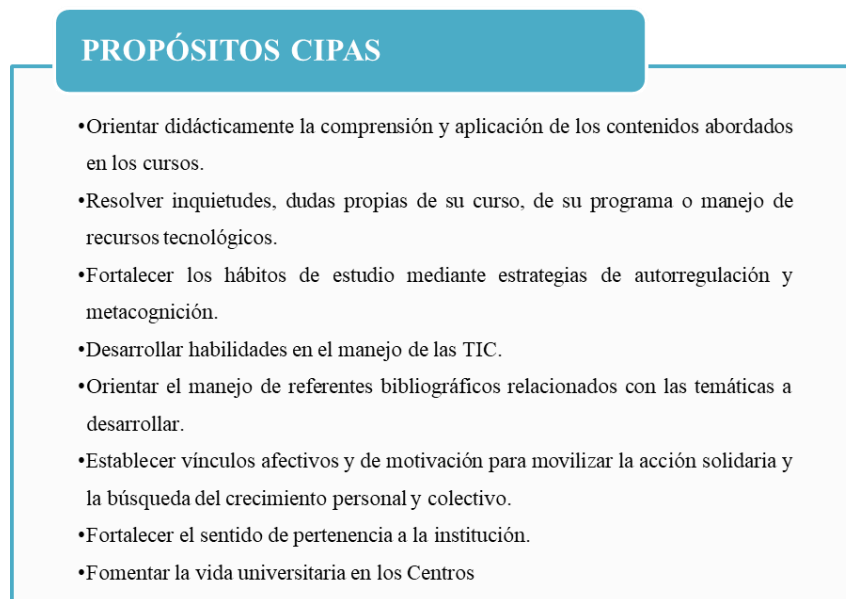 PROPÓSITOS CIPAS
•Orientar didácticamente la comprensión y aplicación de los contenidos abordados
en los cursos.
•Resolver inquietudes, dudas propias de su curso, de su programa o manejo de
recursos tecnológicos.
•Fortalecer los hábitos de estudio mediante estrategias de autorregulación y
metacognición.
•Desarrollar habilidades en el manejo de las TIC.
•Orientar el manejo de referentes bibliográficos relacionados con las temáticas a
desarrollar.
•Establecer vínculos afectivos y de motivación para movilizar la acción solidaria y
la búsqueda del crecimiento personal y colectivo.
•Fortalecer el sentido de pertenencia a la institución.
•Fomentar la vida universitaria en los Centros